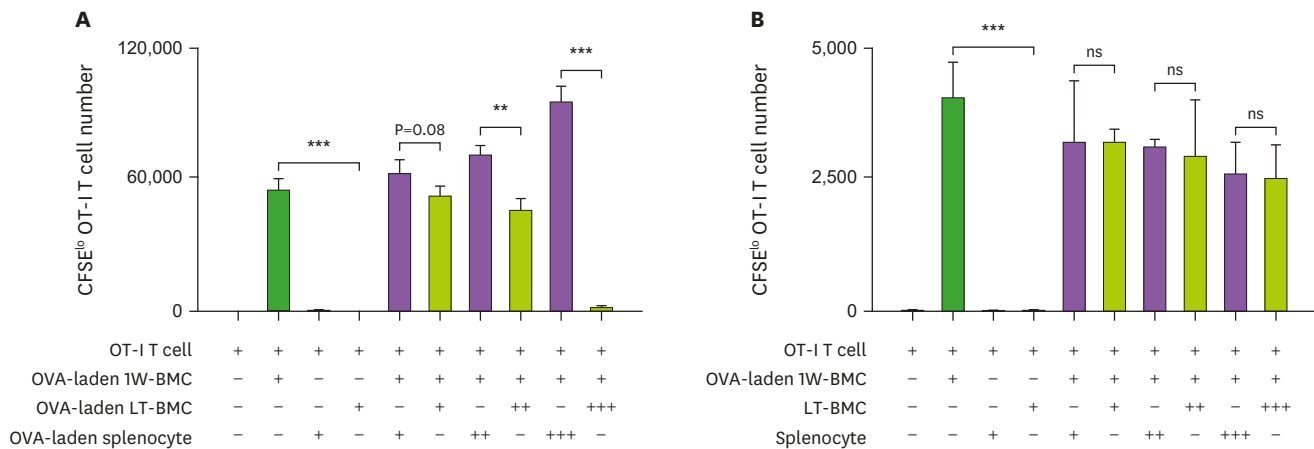 A
CFSE^lo OT-I T cell number
120,000
60,000
0
***
P=0.08
**
***
OT-I T cell + + + + + + + + + +
OVA-laden 1W-BMC – + – – + + + + + +
OVA-laden LT-BMC – – – + – + – ++ – +++
OVA-laden splenocyte – – + – + – ++ – +++ –
B
CFSE^lo OT-I T cell number
5,000
2,500
0
***
ns
ns
ns
OT-I T cell + + + + + + + + + +
OVA-laden 1W-BMC – + – – + + + + + +
LT-BMC – – – + – + – ++ – +++
Splenocyte – – + – + – ++ – +++ –